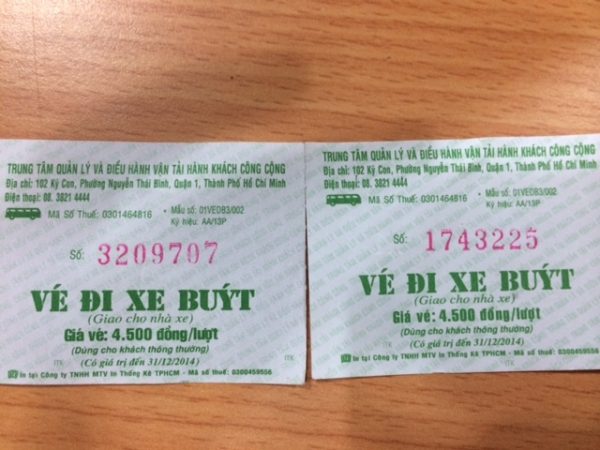 TRUNG TÂM QUẢN LÝ VÀ ĐIỀU HÀNH VẬN TẢI HÀNH KHÁCH CÔNG CỘNG
Địa chỉ: 102 Ký Con, Phường Nguyễn Thái Bình, Quận 1, Thành Phố Hồ Chí Minh
Điện thoại: 08. 3821 4444
Mã Số Thuế: 0301464816
• Mẫu số: 01VEDB3/002
Ký hiệu: AA/13P
Số: 3209707
VÉ ĐI XE BUÝT
(Giao cho nhà xe)
Giá vé: 4.500 đồng/lượt
(Dùng cho khách thông thường)
(Có giá trị đến 31/12/2014)
ITK
In tại Công ty TNHH MTV In Thống Kê TPHCM - Mã số thuế: 0300459556
TRUNG TÂM QUẢN LÝ VÀ ĐIỀU HÀNH VẬN TẢI HÀNH KHÁCH CÔNG CỘNG
Địa chỉ: 102 Ký Con, Phường Nguyễn Thái Bình, Quận 1, Thành Phố Hồ Chí Minh
Điện thoại: 08. 3821 4444
Mã Số Thuế: 0301464816
• Mẫu số: 01VEDB3/002
Ký hiệu: AA/13P
Số: 1743225
VÉ ĐI XE BUÝT
(Giao cho nhà xe)
Giá vé: 4.500 đồng/lượt
(Dùng cho khách thông thường)
(Có giá trị đến 31/12/2014)
ITK
In tại Công ty TNHH MTV In Thống Kê TPHCM - Mã số thuế: 0300459556